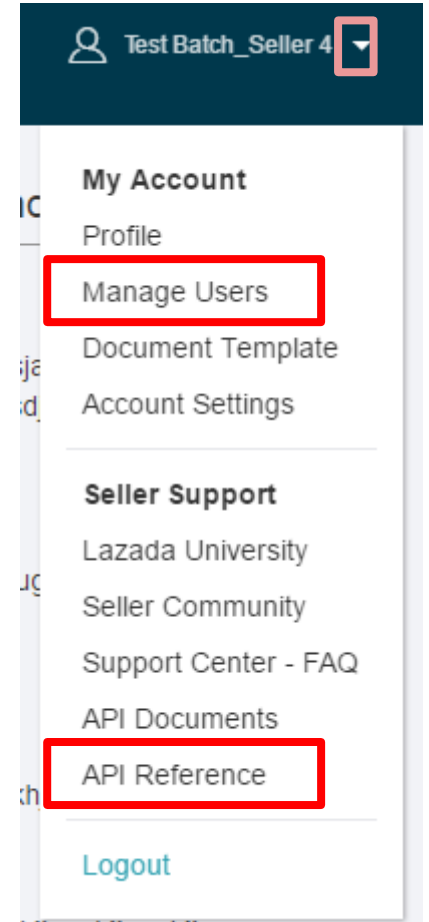 Test Batch_Seller 4
My Account
Profile
Manage Users
Document Template
Account Settings
Seller Support
Lazada University
Seller Community
Support Center - FAQ
API Documents
API Reference
Logout